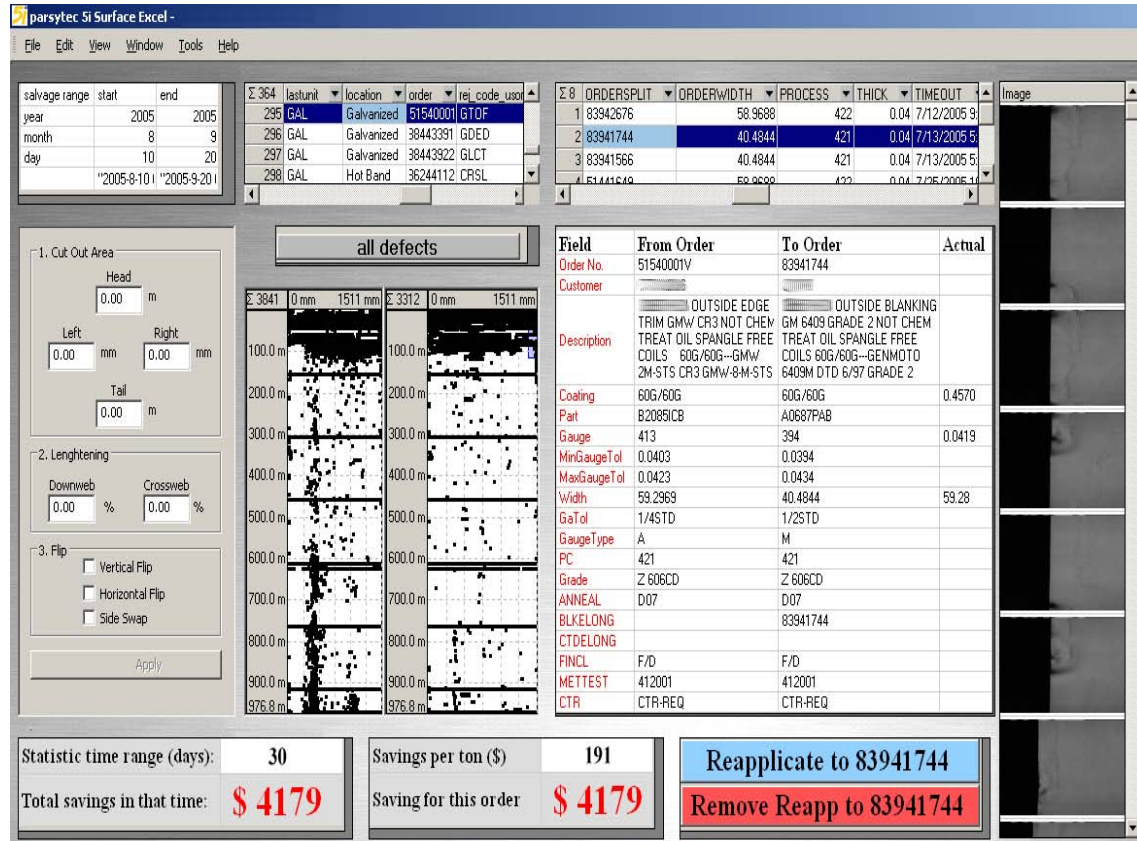 5i parsytec 5i Surface Excel -
File Edit View Window Tools Help
salvage range start end
year 2005 2005
month 8 9
day 10 20
"2005-8-10 "2005-9-20
Σ 364 lastunit location order rej_code_usor
295 GAL Galvanized 51540001 GTOF
296 GAL Galvanized 38443391 GDED
297 GAL Galvanized 38443922 GLCT
298 GAL Hot Band 36244112 CRSL
Σ 8 ORDERSPLIT ORDERWIDTH PROCESS THICK TIMEOUT
1 83942676 58.9688 422 0.04 7/12/2005 9:
2 83941744 40.4844 421 0.04 7/13/2005 5:
3 83941566 40.4844 421 0.04 7/13/2005 5:
4 51441649 58.9688 422 0.04 7/25/2005
Image
1. Cut Out Area
Head
0.00 m
Left Right
0.00 mm 0.00 mm
Tail
0.00 m
2. Lenghtening
Downweb Crossweb
0.00 % 0.00 %
3. Flip
Vertical Flip
Horizontal Flip
Side Swap
Apply
all defects
Σ 3841 0 mm 1511 mm Σ 3312 0 mm 1511 mm
100.0 m 100.0 m
200.0 m 200.0 m
300.0 m 300.0 m
400.0 m 400.0 m
500.0 m 500.0 m
600.0 m 600.0 m
700.0 m 700.0 m
800.0 m 800.0 m
900.0 m 900.0 m
976.8 m 976.8 m
Field From Order To Order Actual
Order No. 51540001V 83941744
Customer
Description OUTSIDE EDGE OUTSIDE BLANKING
TRIM GMW CR3 NOT CHEM GM 6409 GRADE 2 NOT CHEM
TREAT OIL SPANGLE FREE TREAT OIL SPANGLE FREE
COILS 60G/60G---GMW COILS 60G/60G---GENMOTO
2M-STS CR3 GMW-8-M-STS 6409M DTD 6/97 GRADE 2
Coating 60G/60G 60G/60G 0.4570
Part B2085ICB A0687PAB
Gauge 413 394 0.0419
MinGaugeTol 0.0403 0.0394
MaxGaugeTol 0.0423 0.0434
Width 59.2969 40.4844 59.28
GaTol 1/4STD 1/2STD
GaugeType A M
PC 421 421
Grade Z 606CD Z 606CD
ANNEAL D07 D07
BLKELONG 83941744
CTDELONG
FINCL F/D F/D
METTEST 412001 412001
CTR CTR-REQ CTR-REQ
Statistic time range (days): 30
Total savings in that time: $ 4179
Savings per ton ($) 191
Saving for this order $ 4179
Reapplicate to 83941744
Remove Reapp to 83941744